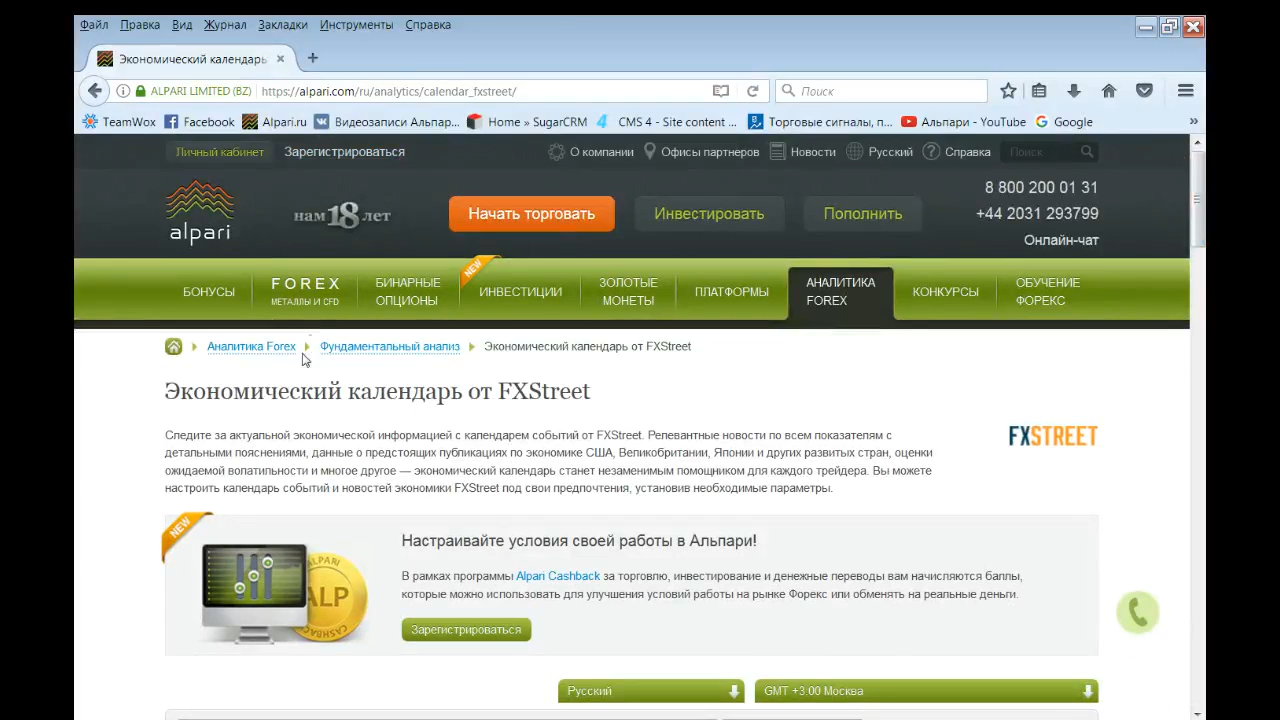 Файл Правка Вид Журнал Закладки Инструменты Справка
Экономический календарь
ALPARI LIMITED (BZ) https://alpari.com/ru/analytics/calendar_fxstreet/ Поиск
TeamWox Facebook Alpari.ru Видеозаписи Альпар... Home » SugarCRM CMS 4 - Site content ... Торговые сигналы, п... Альпари - YouTube Google
Личный кабинет Зарегистрироваться О компании Офисы партнеров Новости Русский Справка Поиск
alpari нам 18 лет Начать торговать Инвестировать Пополнить
8 800 200 01 31
+44 2031 293799
Онлайн-чат
БОНУСЫ
FOREX
МЕТАЛЛЫ И CFD
БИНАРНЫЕ
ОПЦИОНЫ
NEW
ИНВЕСТИЦИИ
ЗОЛОТЫЕ
МОНЕТЫ
ПЛАТФОРМЫ
АНАЛИТИКА
FOREX
КОНКУРСЫ
ОБУЧЕНИЕ
ФОРЕКС
Аналитика Forex Фундаментальный анализ Экономический календарь от FXStreet
Экономический календарь от FXStreet
Следите за актуальной экономической информацией с календарем событий от FXStreet. Релевантные новости по всем показателям с
детальными пояснениями, данные о предстоящих публикациях по экономике США, Великобритании, Японии и других развитых стран, оценки
ожидаемой волатильности и многое другое — экономический календарь станет незаменимым помощником для каждого трейдера. Вы можете
настроить календарь событий и новостей экономики FXStreet под свои предпочтения, установив необходимые параметры.
FXSTREET
NEW
ALPARI
ALP
CASHBACK
Настраивайте условия своей работы в Альпари!
В рамках программы Alpari Cashback за торговлю, инвестирование и денежные переводы вам начисляются баллы,
которые можно использовать для улучшения условий работы на рынке Форекс или обменять на реальные деньги.
Зарегистрироваться
Русский GMT +3:00 Москва